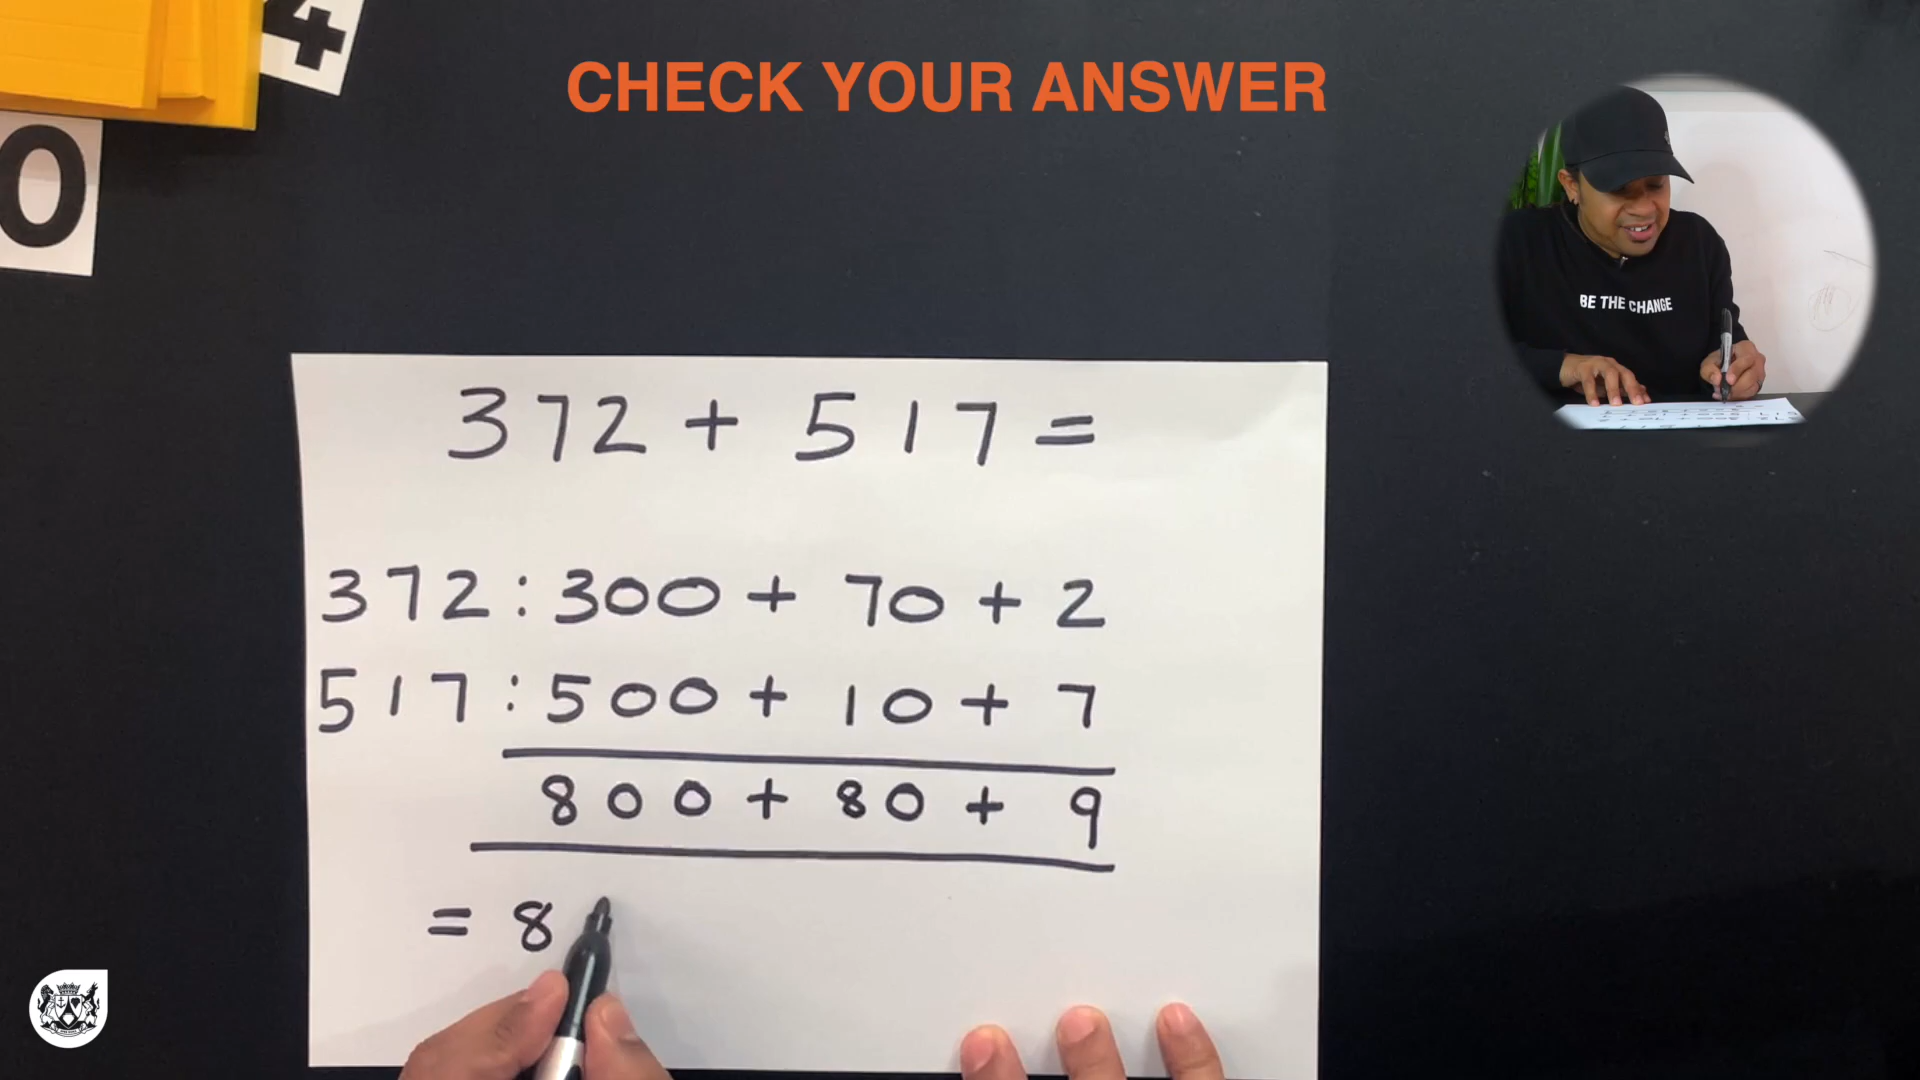 4
CHECK YOUR ANSWER
0
BE THE CHANGE
372 + 517 =
372 : 300 + 70 + 2
517 : 500 + 10 + 7
800 + 80 + 9
= 8